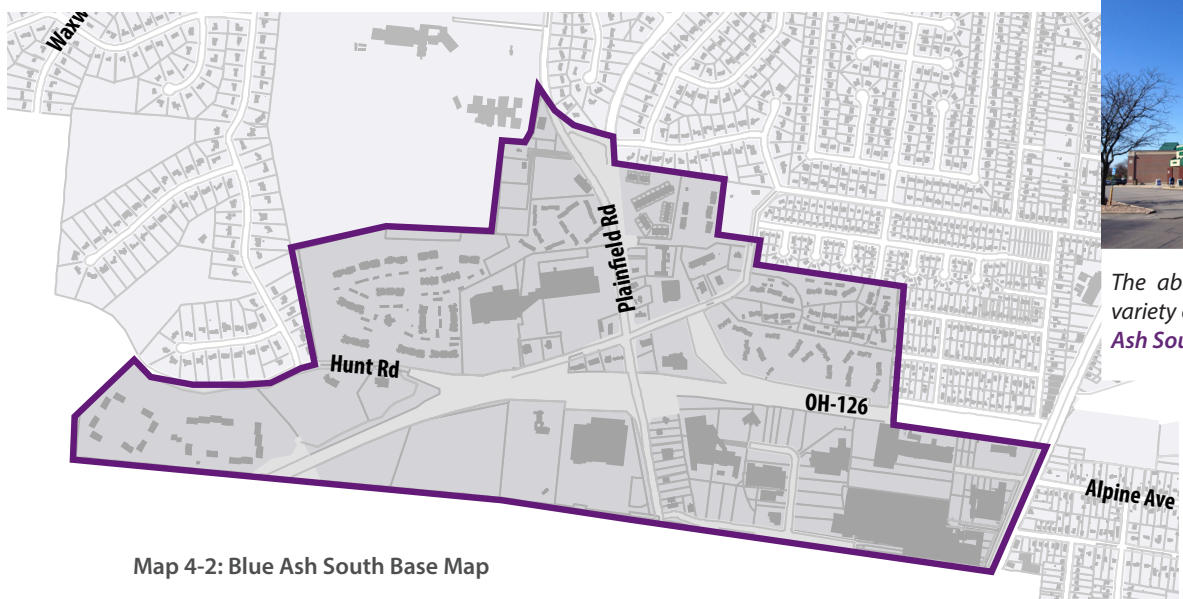 Waxw
Plainfield Rd
The ab
variety
Ash Sou
Hunt Rd
OH-126
Alpine Ave
Map 4-2: Blue Ash South Base Map